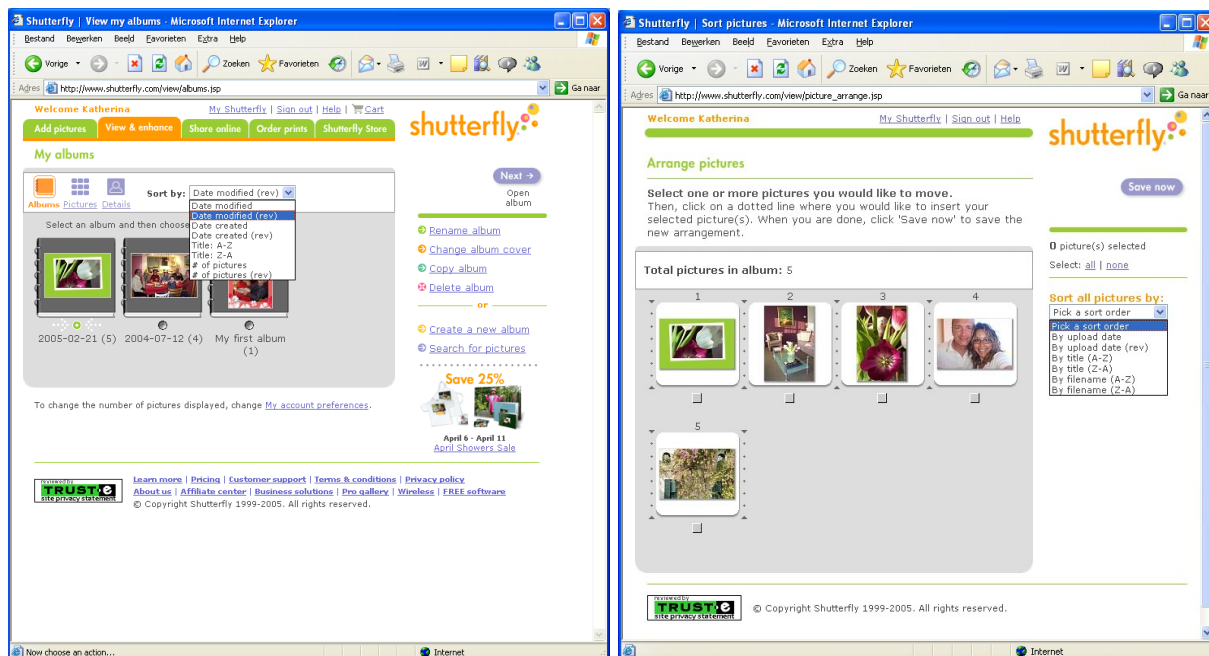 Shutterfly | View my albums - Microsoft Internet Explorer
Bestand Bewerken Beeld Favorieten Extra Help
Vorige Zoeken Favorieten
Adres http://www.shutterfly.com/view/albums.jsp Ga naar
Welcome Katherina My Shutterfly | Sign out | Help | Cart
shutterfly
Add pictures View & enhance Share online Order prints Shutterfly Store
My albums
Next →
Open
album
Albums Pictures Details
Sort by: Date modified (rev)
Date modified
Date modified (rev)
Date created
Date created (rev)
Title: A-Z
Title: Z-A
# of pictures
# of pictures (rev)
Select an album and then choose
2005-02-21 (5) 2004-07-12 (4) My first album
(1)
Rename album
Change album cover
Copy album
Delete album
or
Create a new album
Search for pictures
Save 25%
April 6 - April 11
April Showers Sale
To change the number of pictures displayed, change My account preferences.
reviewed by
TRUSTe
site privacy statement
Learn more | Pricing | Customer support | Terms & conditions | Privacy policy
About us | Affiliate center | Business solutions | Pro gallery | Wireless | FREE software
© Copyright Shutterfly 1999-2005. All rights reserved.
Now choose an action... Internet
Shutterfly | Sort pictures - Microsoft Internet Explorer
Bestand Bewerken Beeld Favorieten Extra Help
Vorige Zoeken Favorieten
Adres http://www.shutterfly.com/view/picture_arrange.jsp Ga naar
Welcome Katherina My Shutterfly | Sign out | Help
shutterfly
Arrange pictures
Select one or more pictures you would like to move.
Then, click on a dotted line where you would like to insert your
selected picture(s). When you are done, click 'Save now' to save the
new arrangement.
Save now
0 picture(s) selected
Select: all | none
Total pictures in album: 5
1 2 3 4
5
Sort all pictures by:
Pick a sort order
Pick a sort order
By upload date
By upload date (rev)
By title (A-Z)
By title (Z-A)
By filename (A-Z)
By filename (Z-A)
reviewed by
TRUSTe
site privacy statement
© Copyright Shutterfly 1999-2005. All rights reserved.
Internet